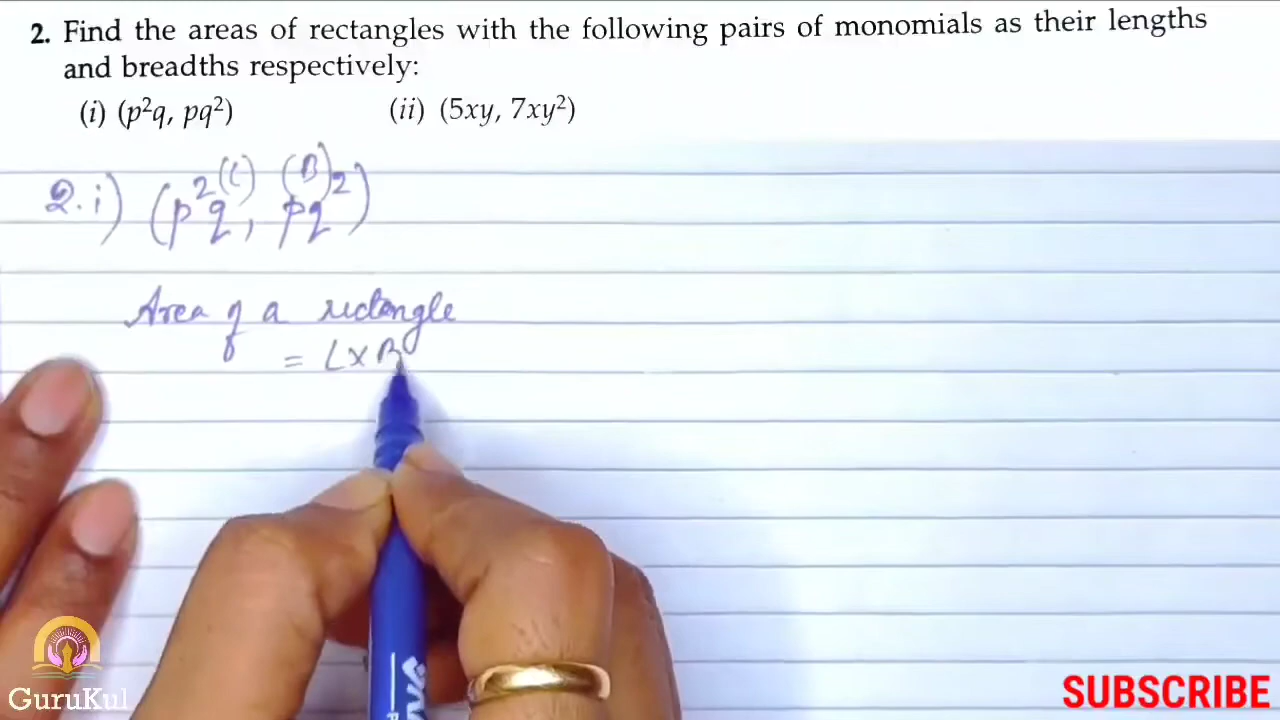 2. Find the areas of rectangles with the following pairs of monomials as their lengths
and breadths respectively:
(i) (p²q, pq²) (ii) (5xy, 7xy²)
(L) (B)
2.i) (p²q, pq²)
Area of a rectangle
= L×B
GuruKul
SUBSCRIBE